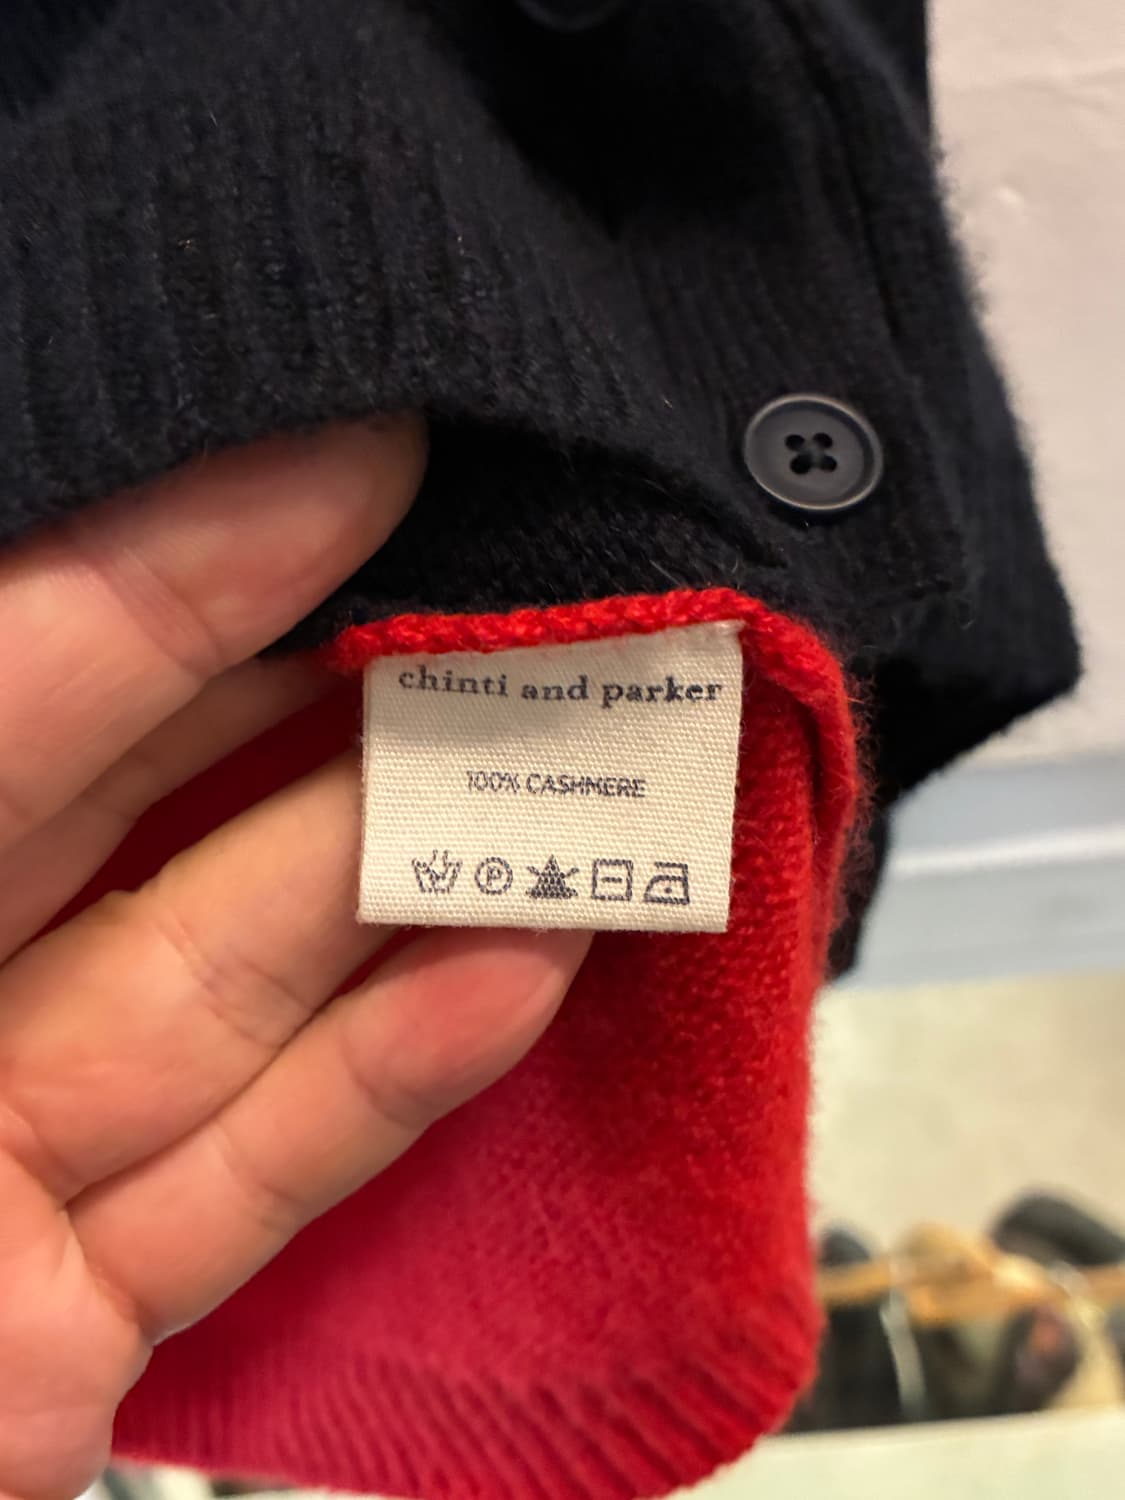 chinti and parker
100% CASHMERE
P